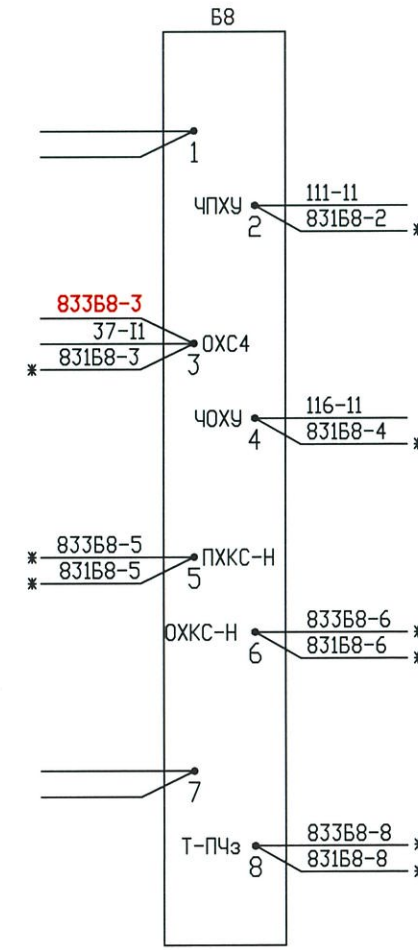 Б8
1
ЧПХУ
111-11
2
831Б8-2 *
833Б8-3
37-I1
ОХС4
* 831Б8-3
3
ЧОХУ
116-11
4
831Б8-4 *
* 833Б8-5
ПХКС-Н
* 831Б8-5
5
ОХКС-Н
833Б8-6 *
6
831Б8-6 *
7
Т-ПЧз
833Б8-8 *
8
831Б8-8 *